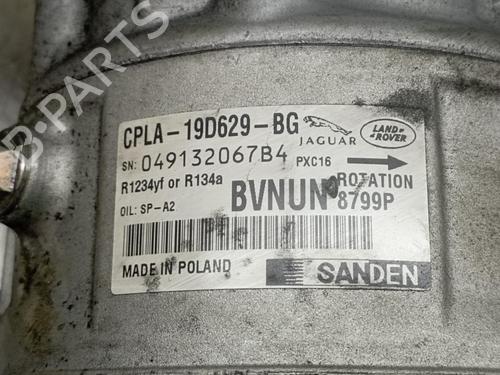 CPLA-19D629-BG
JAGUAR
LAND ROVER
SN: 049132067B4
PXC16
R1234yf or R134a
BVNUN
ROTATION
OIL: SP-A2
8799P
MADE IN POLAND
SANDEN
B-PARTS